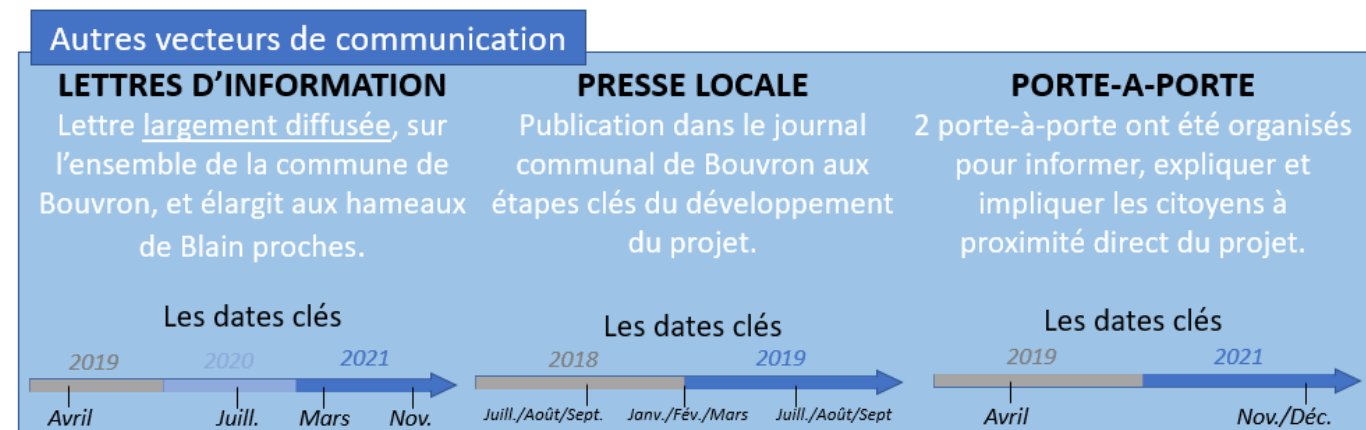 Autres vecteurs de communication
LETTRES D’INFORMATION
Lettre largement diffusée, sur
l’ensemble de la commune de
Bouvron, et élargit aux hameaux
de Blain proches.
Les dates clés
2019 2020 2021
Avril Juill. Mars Nov.
PRESSE LOCALE
Publication dans le journal
communal de Bouvron aux
étapes clés du développement
du projet.
Les dates clés
2018 2019
Juill./Août/Sept. Janv./Fév./Mars Juill./Août/Sept
PORTE-A-PORTE
2 porte-à-porte ont été organisés
pour informer, expliquer et
impliquer les citoyens à
proximité direct du projet.
Les dates clés
2019 2021
Avril Nov./Déc.